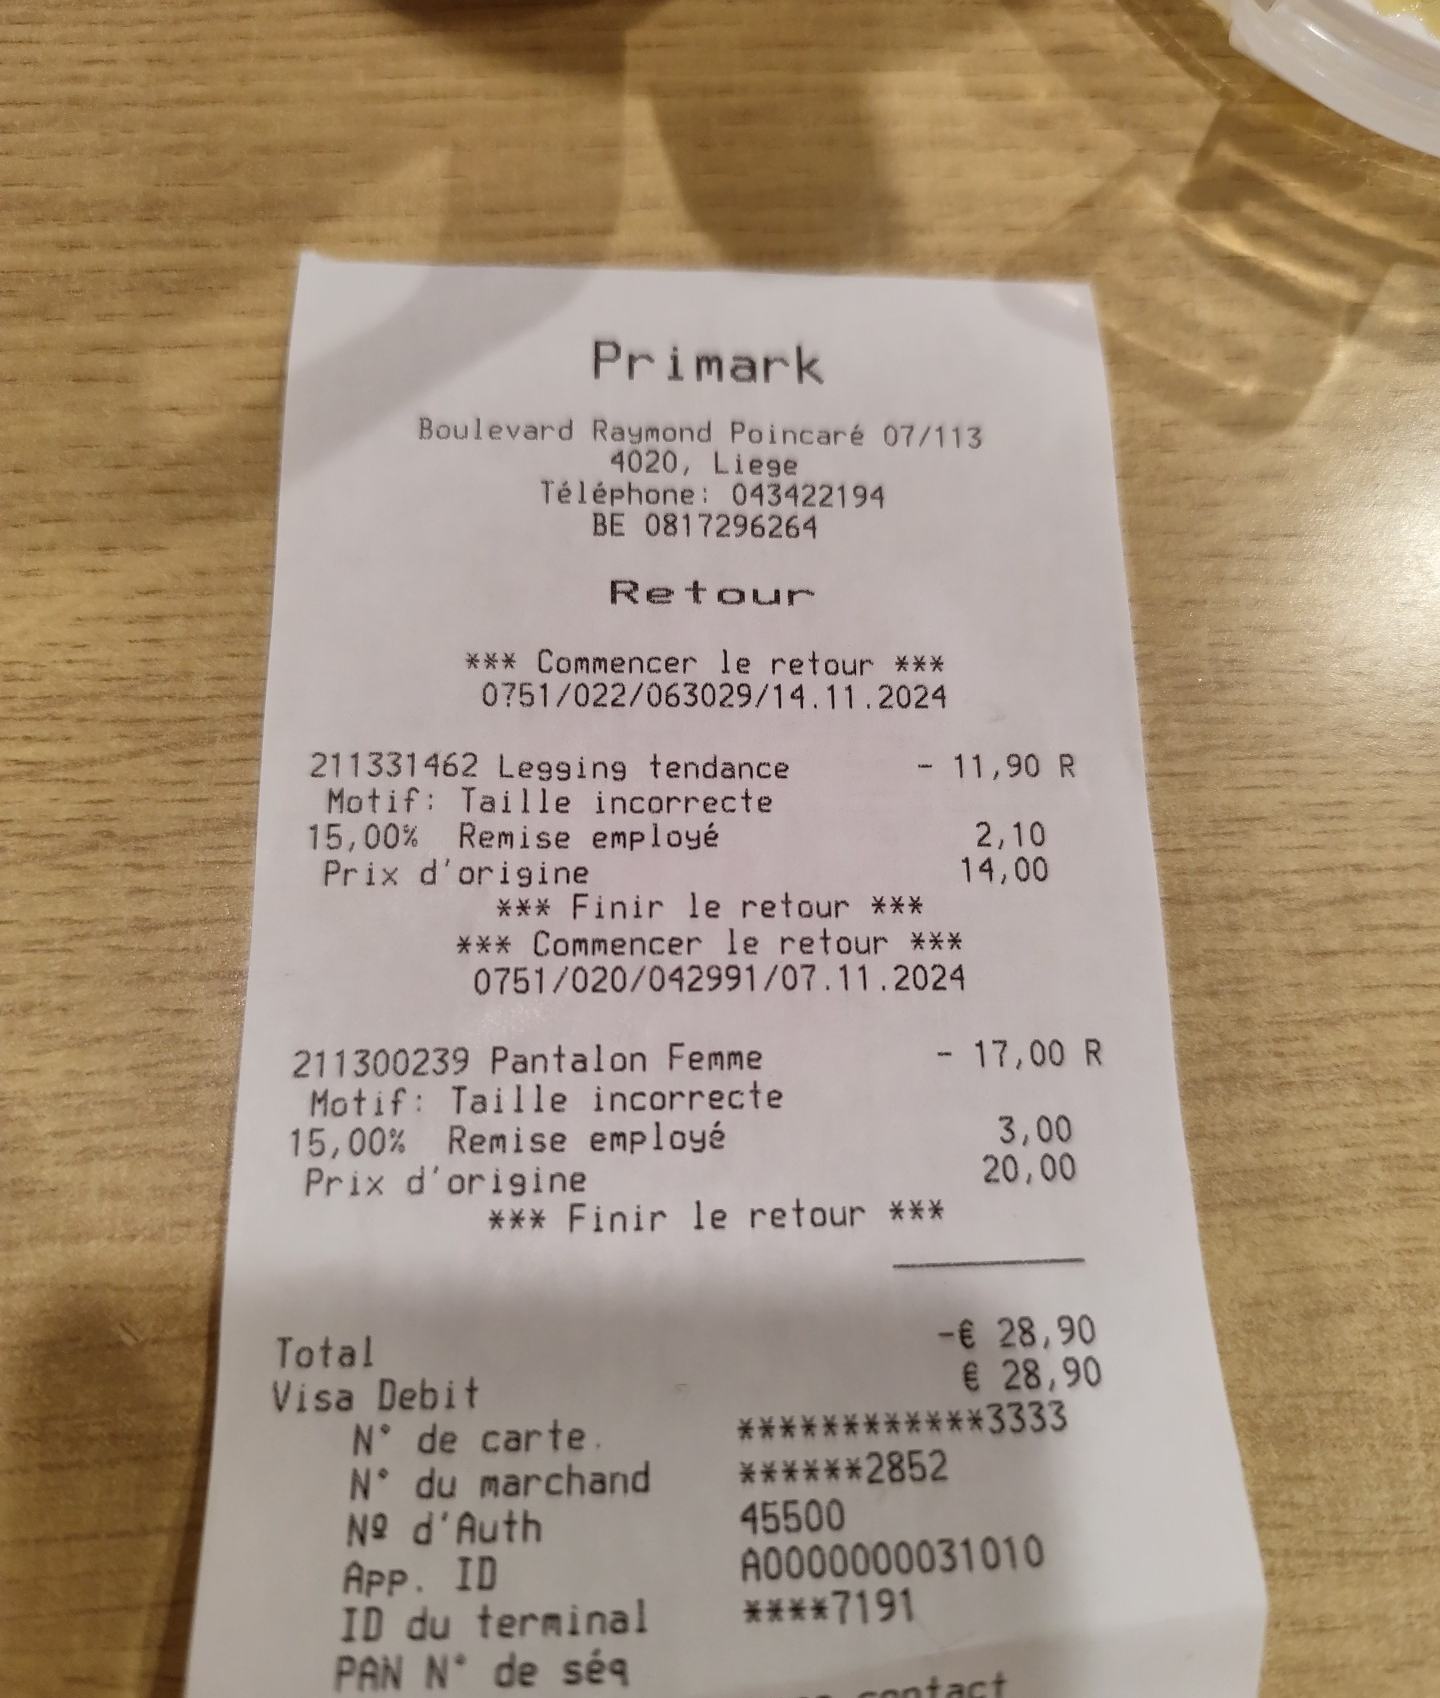 Primark
Boulevard Raymond Poincaré 07/113
4020, Liege
Téléphone: 043422194
BE 0817296264
Retour
*** Commencer le retour ***
0751/022/063029/14.11.2024
211331462 Legging tendance - 11,90 R
Motif: Taille incorrecte
15,00% Remise employé 2,10
Prix d'origine 14,00
*** Finir le retour ***
*** Commencer le retour ***
0751/020/042991/07.11.2024
211300239 Pantalon Femme - 17,00 R
Motif: Taille incorrecte
15,00% Remise employé 3,00
Prix d'origine 20,00
*** Finir le retour ***
Total -€ 28,90
Visa Debit € 28,90
N° de carte. ************3333
N° du marchand ******2852
Nº d'Auth 45500
App. ID A0000000031010
ID du terminal ****7191
PAN N° de séq
contact